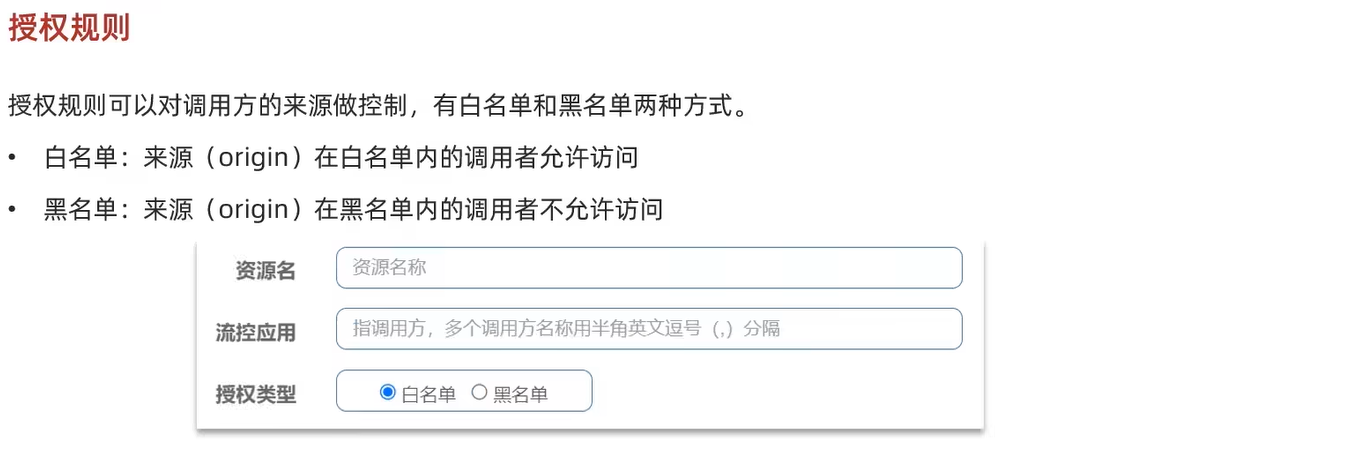 授权规则
授权规则可以对调用方的来源做控制，有白名单和黑名单两种方式。
• 白名单：来源（origin）在白名单内的调用者允许访问
• 黑名单：来源（origin）在黑名单内的调用者不允许访问
资源名 资源名称
流控应用 指调用方，多个调用方名称用半角英文逗号（,）分隔
授权类型 白名单 黑名单